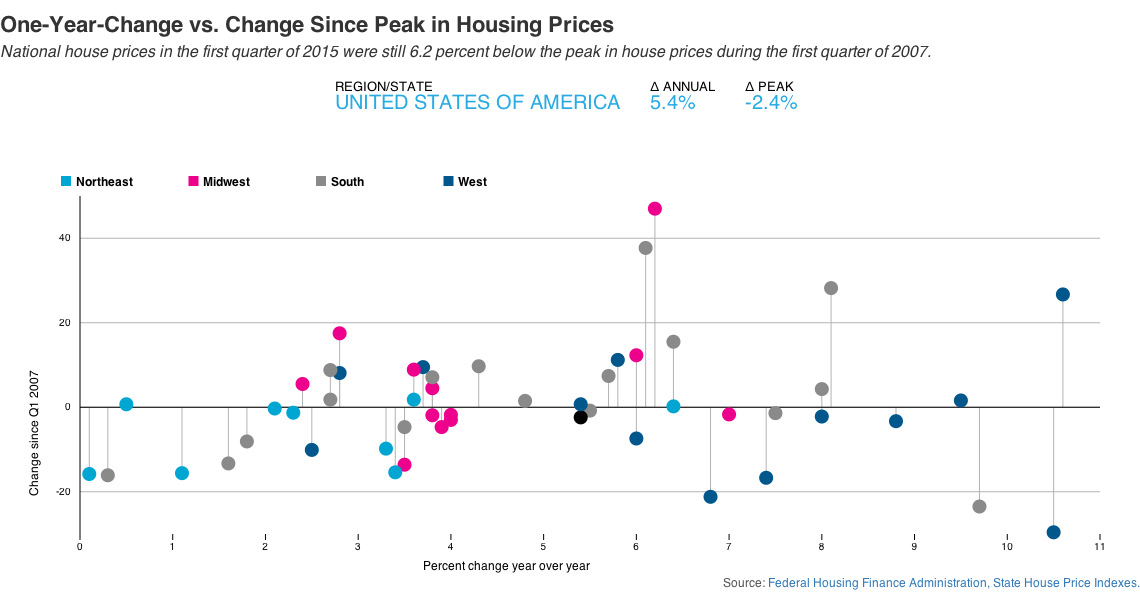 One-Year-Change vs. Change Since Peak in Housing Prices
National house prices in the first quarter of 2015 were still 6.2 percent below the peak in house prices during the first quarter of 2007.
REGION/STATE Δ ANNUAL Δ PEAK
UNITED STATES OF AMERICA 5.4% -2.4%
Northeast Midwest South West
Change since Q1 2007
40
20
0
-20
0 1 2 3 4 5 6 7 8 9 10 11
Percent change year over year
Source: Federal Housing Finance Administration, State House Price Indexes.